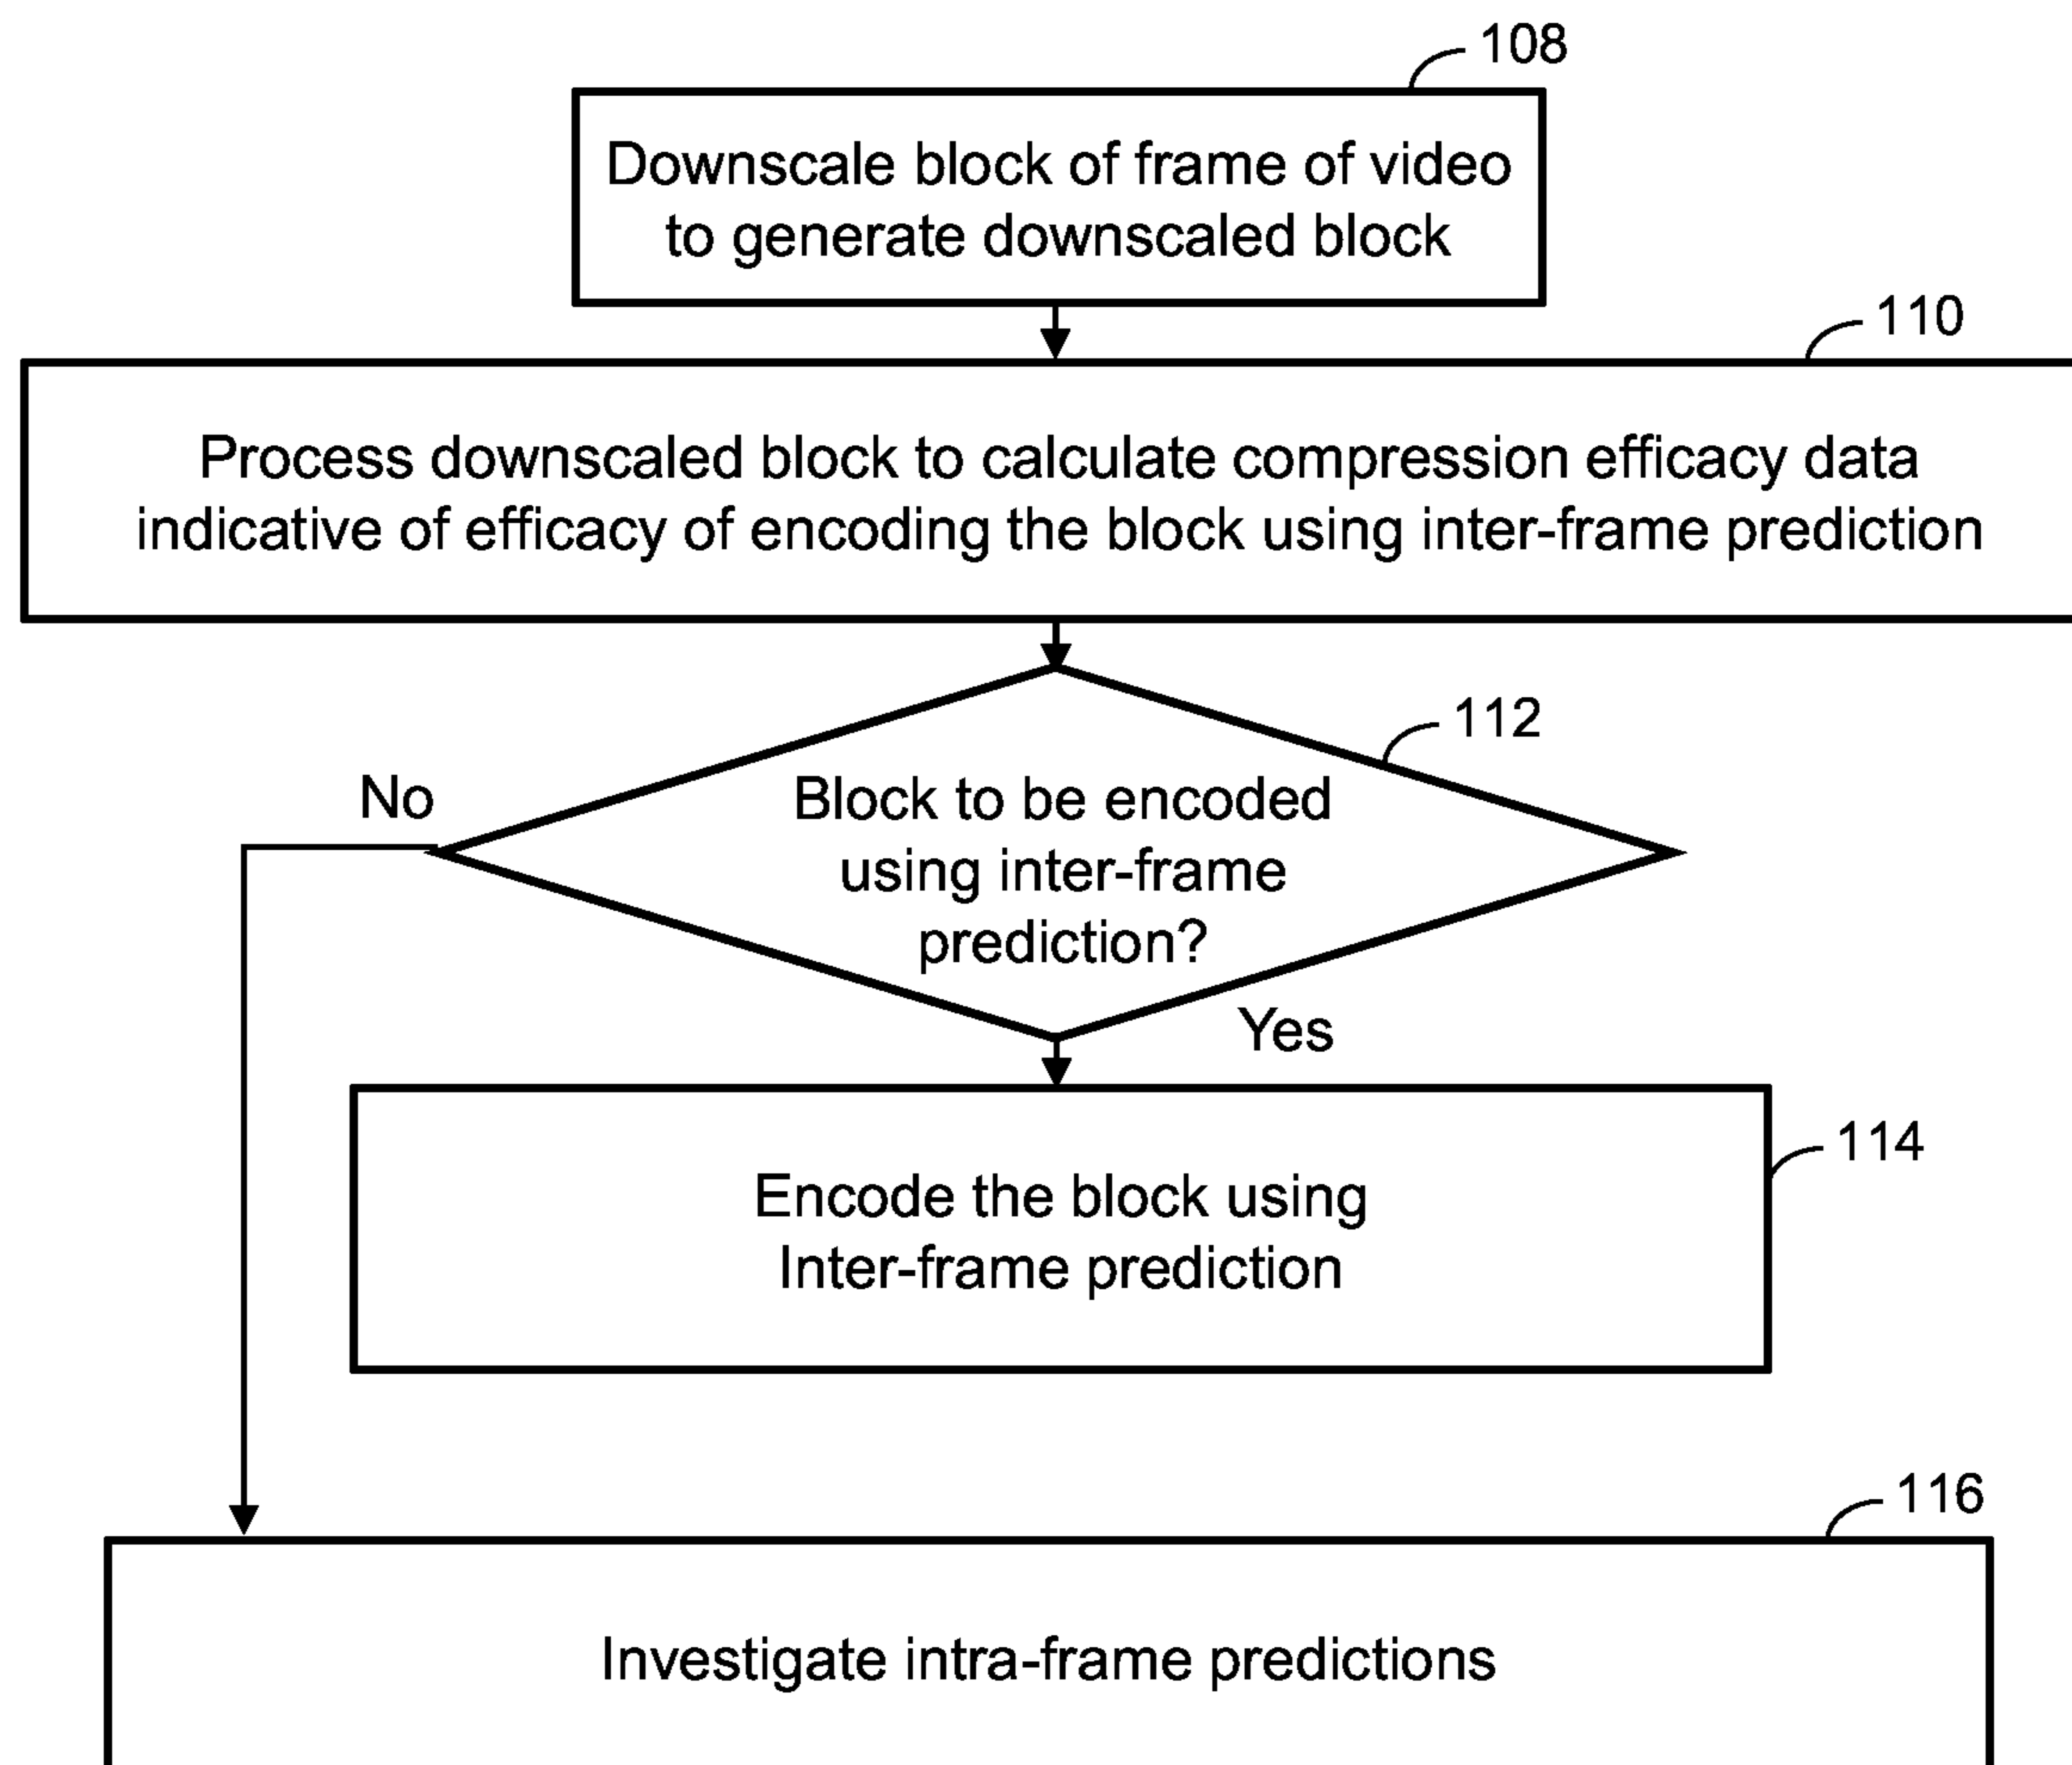 108
Downscale block of frame of video
to generate downscaled block
110
Process downscaled block to calculate compression efficacy data
indicative of efficacy of encoding the block using inter-frame prediction
112
No
Block to be encoded
using inter-frame
prediction?
Yes
114
Encode the block using
Inter-frame prediction
116
Investigate intra-frame predictions